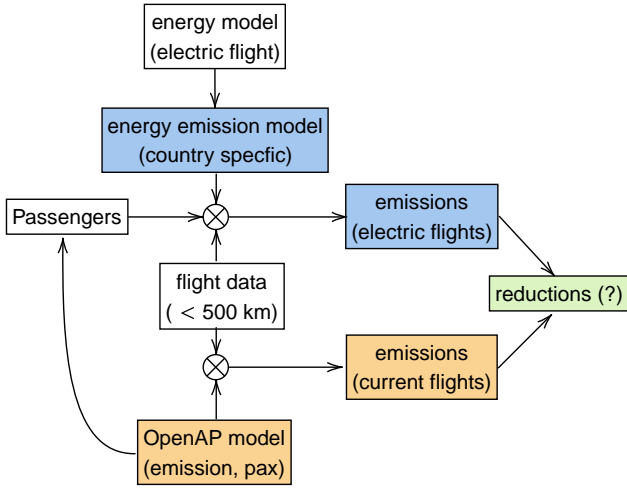 energy model
(electric flight)
energy emission model
(country specfic)
Passengers
emissions
(electric flights)
flight data
( < 500 km)
reductions (?)
emissions
(current flights)
OpenAP model
(emission, pax)